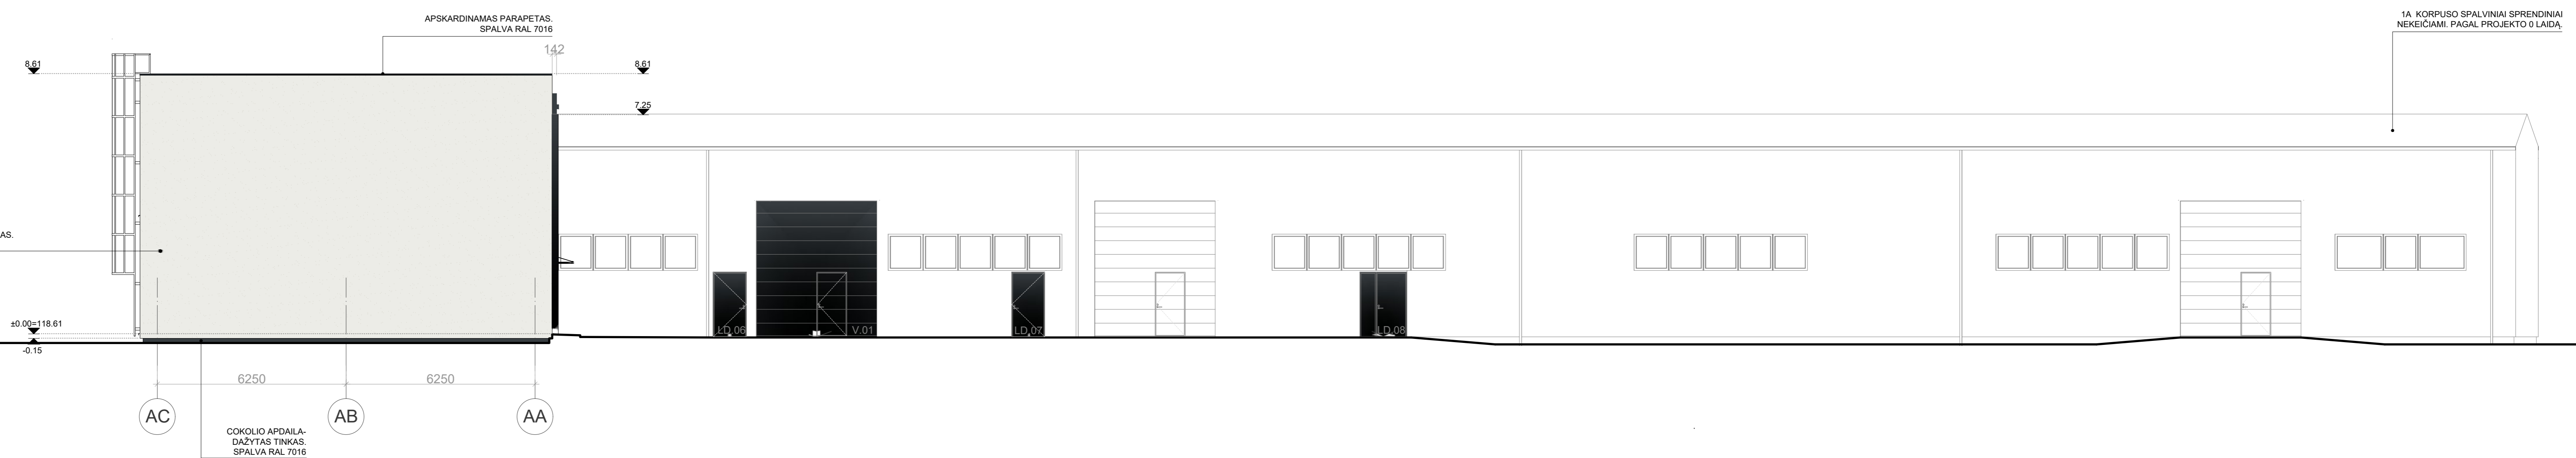 APSKARDINAMAS PARAPETAS.
SPALVA RAL 7016
1A KORPUSO SPALVINIAI SPRENDINIAI
NEKEIČIAMI. PAGAL PROJEKTO 0 LAIDĄ.
142
8.61
8.61
7.25
AS.
±0.00=118.61
-0.15
LD.06
V.01
LD.07
LD.08
6250
6250
AC
AB
AA
COKOLIO APDAILA-
DAŽYTAS TINKAS.
SPALVA RAL 7016